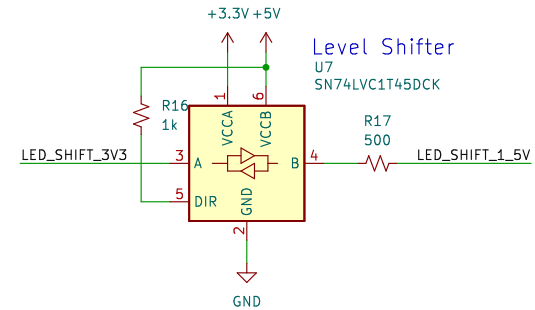 +3.3V +5V
Level Shifter
U7
SN74LVC1T45DCK
1
6
R16
1k
VCCA
VCCB
R17
500
LED_SHIFT_3V3
3
A
B
4
LED_SHIFT_1_5V
5
DIR
GND
2
GND